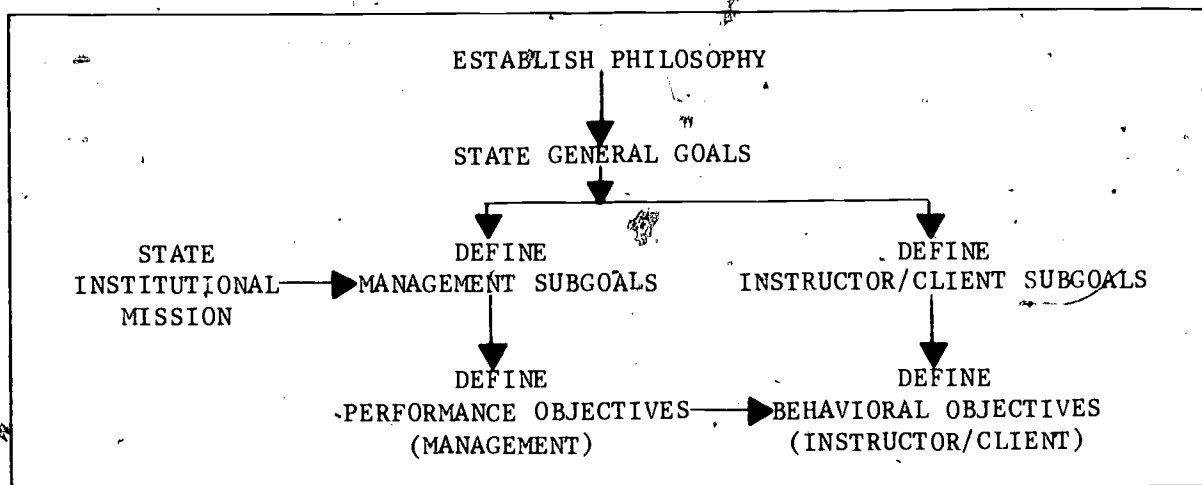 ESTABLISH PHILOSOPHY
STATE GENERAL GOALS
STATE
INSTITUTIONAL
MISSION
DEFINE
MANAGEMENT SUBGOALS
DEFINE
INSTRUCTOR/CLIENT SUBGOALS
DEFINE
PERFORMANCE OBJECTIVES
(MANAGEMENT)
DEFINE
BEHAVIORAL OBJECTIVES
(INSTRUCTOR/CLIENT)